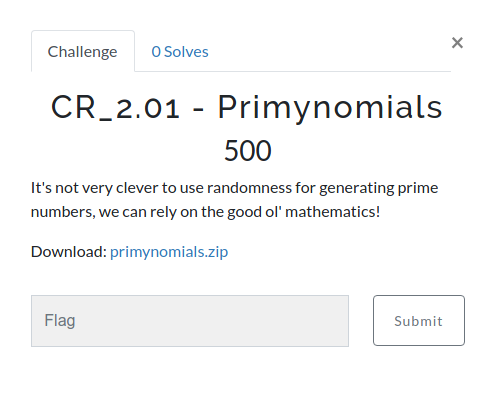 Challenge
0 Solves
×
CR_2.01 - Primynomials
500
It's not very clever to use randomness for generating prime
numbers, we can rely on the good ol' mathematics!
Download: primynomials.zip
Flag
Submit